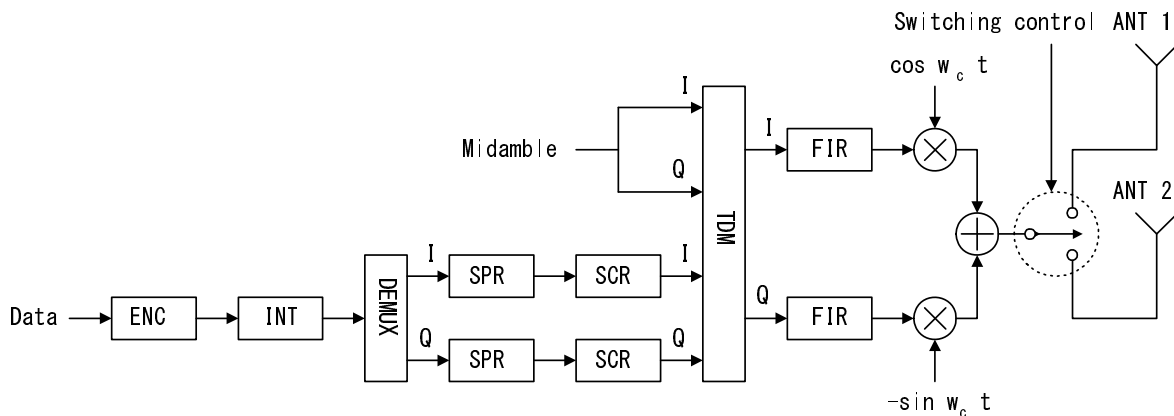 Switching control ANT 1
cos w_c t
I
I
Midamble
FIR
Q
ANT 2
TDM
I
I
SPR
SCR
Q
DEMUX
Data
ENC
INT
FIR
Q
Q
SPR
SCR
-sin w_c t